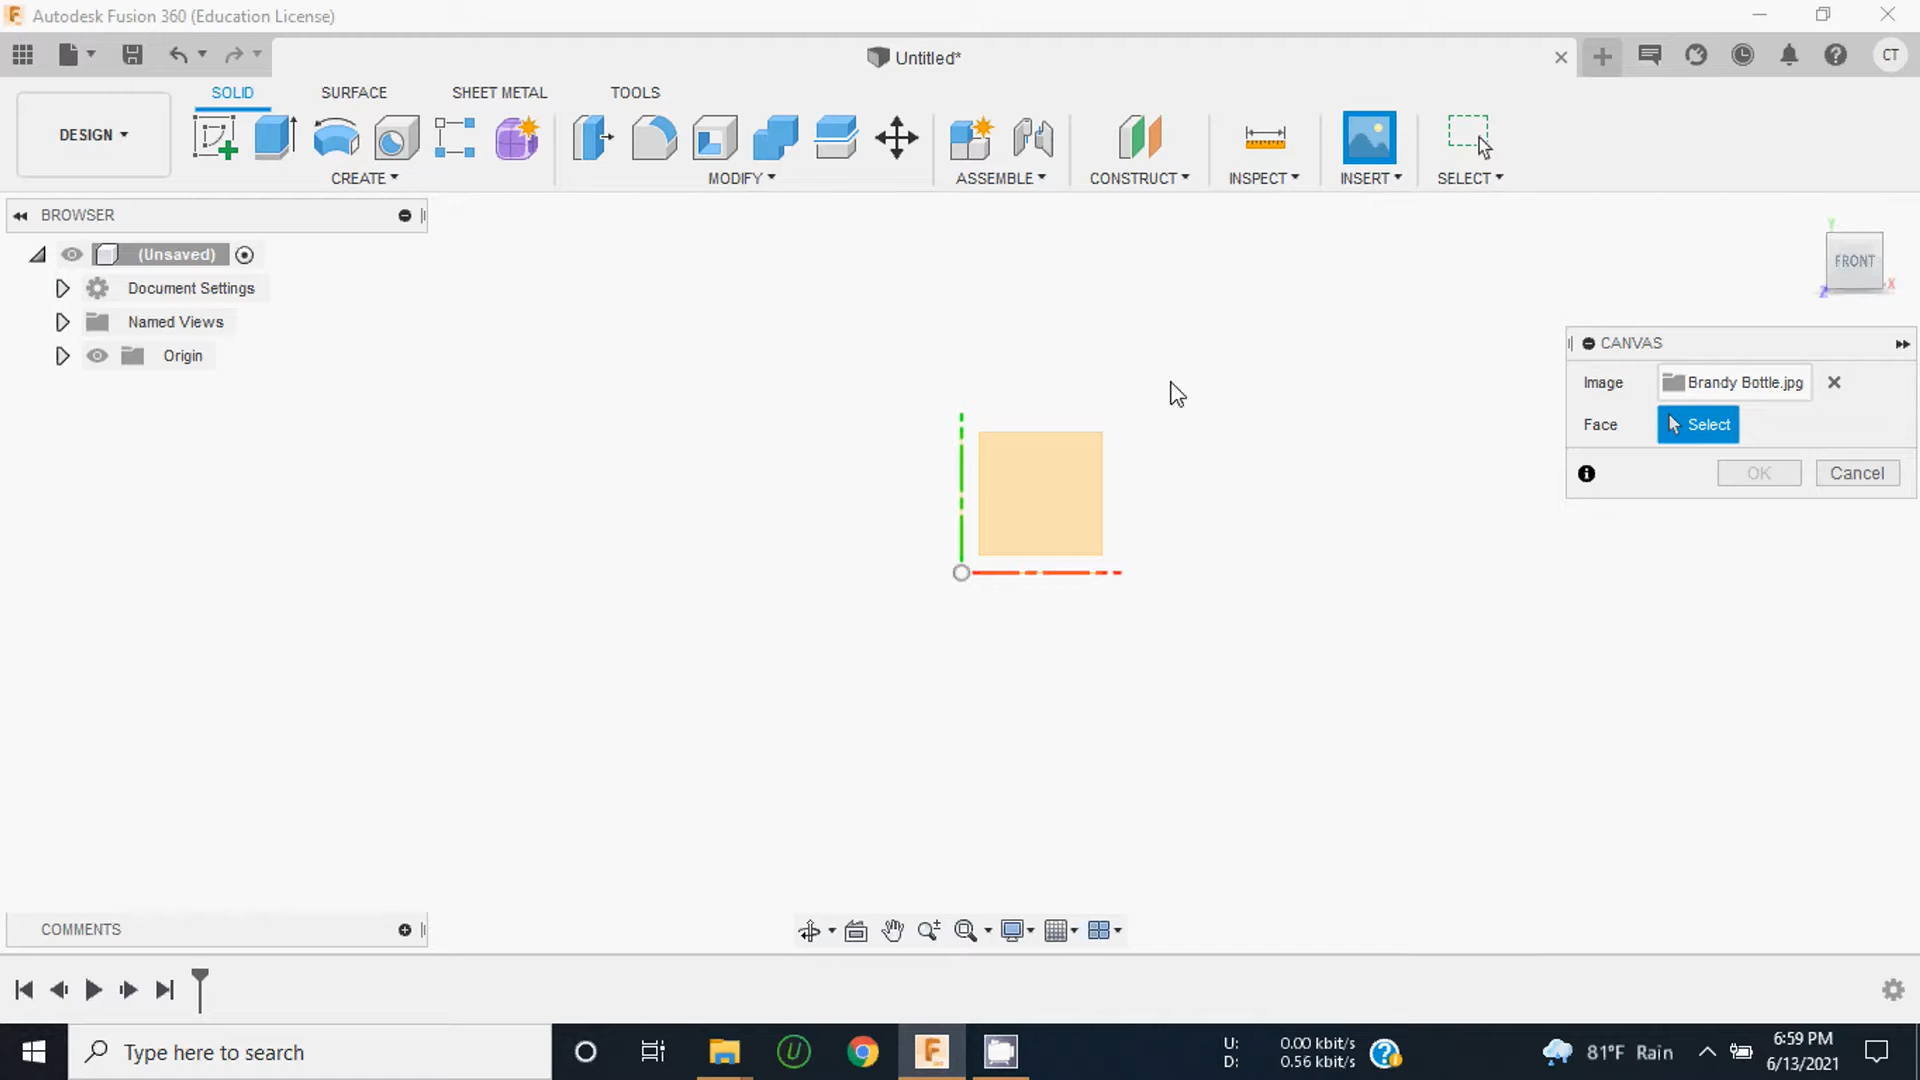 Autodesk Fusion 360 (Education License)
Untitled*
CT
DESIGN
SOLID
SURFACE
SHEET METAL
TOOLS
CREATE
MODIFY
ASSEMBLE
CONSTRUCT
INSPECT
INSERT
SELECT
BROWSER
(Unsaved)
Document Settings
Named Views
Origin
Y
FRONT
X
Z
CANVAS
Image
Brandy Bottle.jpg
Face
Select
OK
Cancel
COMMENTS
Type here to search
U: 0.00 kbit/s
D: 0.56 kbit/s
81°F Rain
6:59 PM
6/13/2021